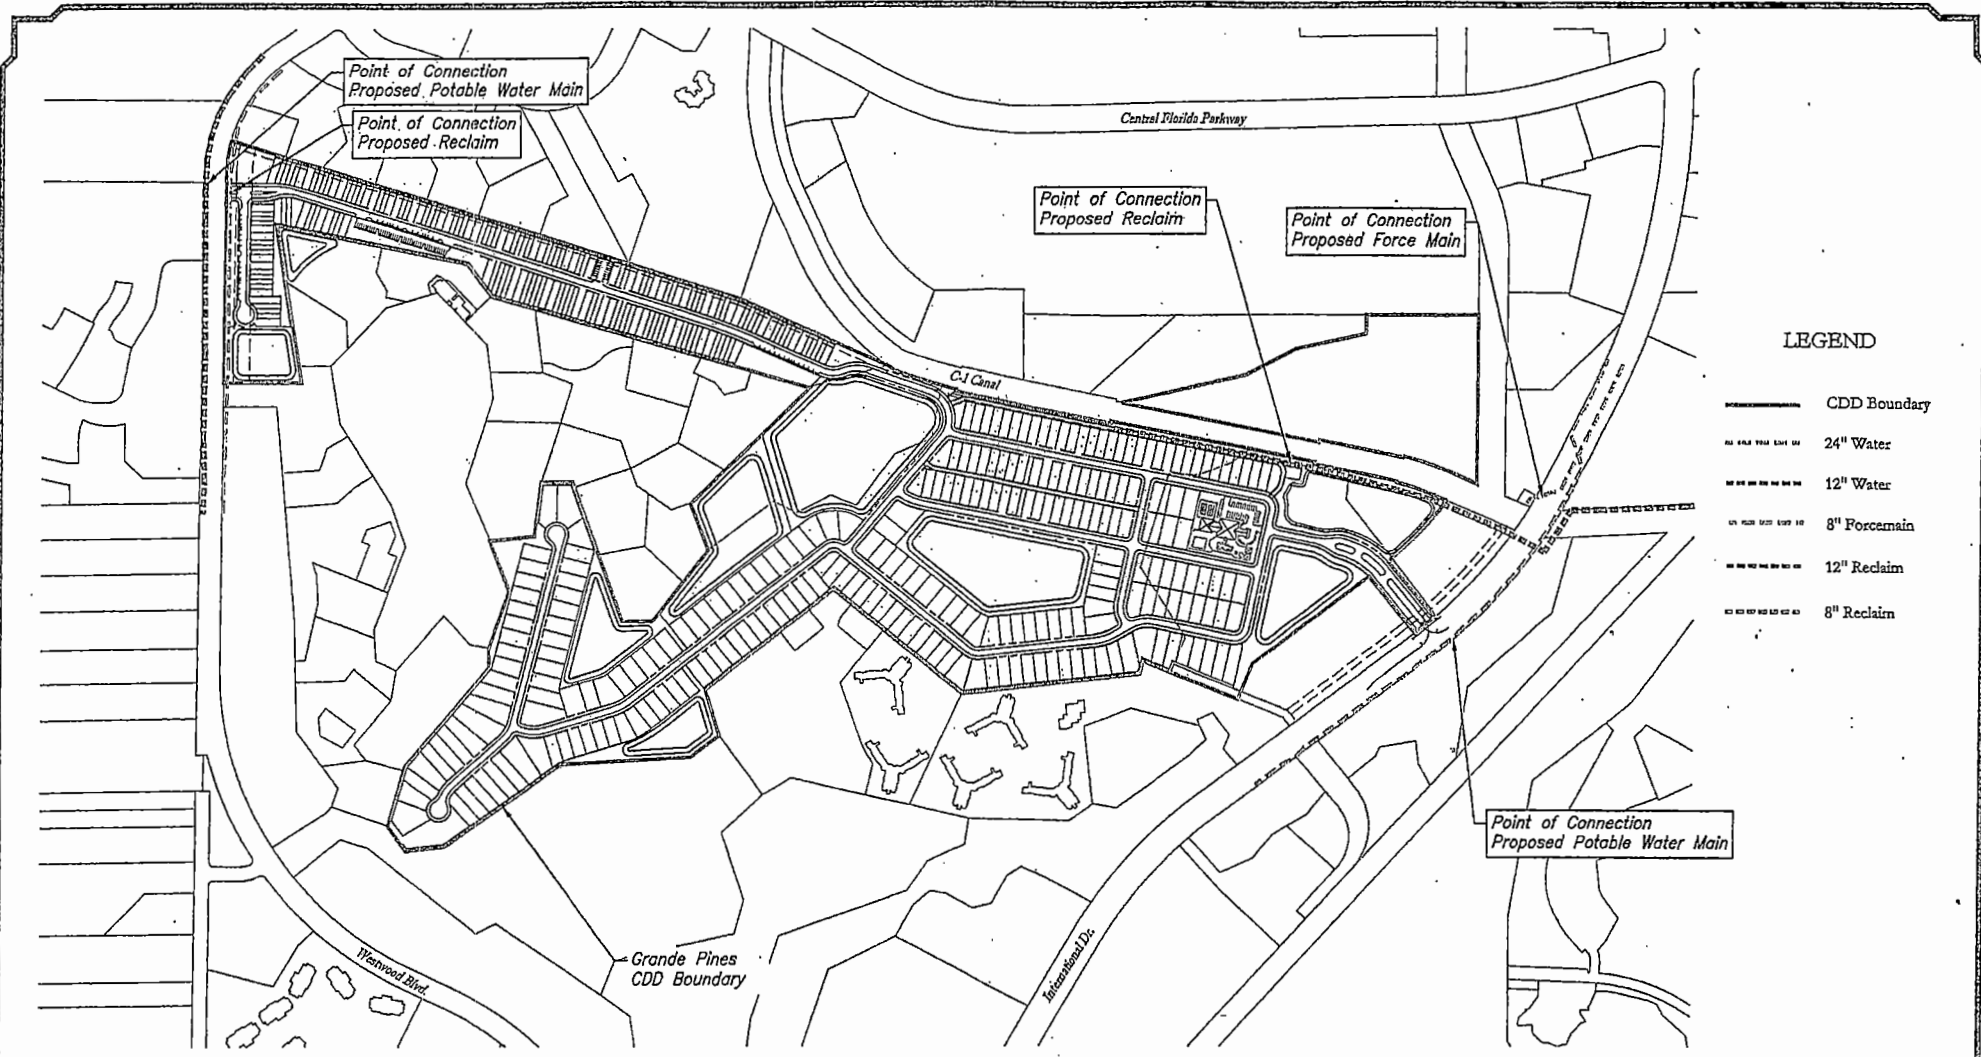 Point of Connection
Proposed Potable Water Main
Point of Connection
Proposed Reclaim
Central Florida Parkway
Point of Connection
Proposed Reclaim
Point of Connection
Proposed Force Main
C-1 Canal
LEGEND
CDD Boundary
24" Water
12" Water
8" Forcemain
12" Reclaim
8" Reclaim
Point of Connection
Proposed Potable Water Main
Grande Pines
CDD Boundary
Westwood Blvd.
International Dr.